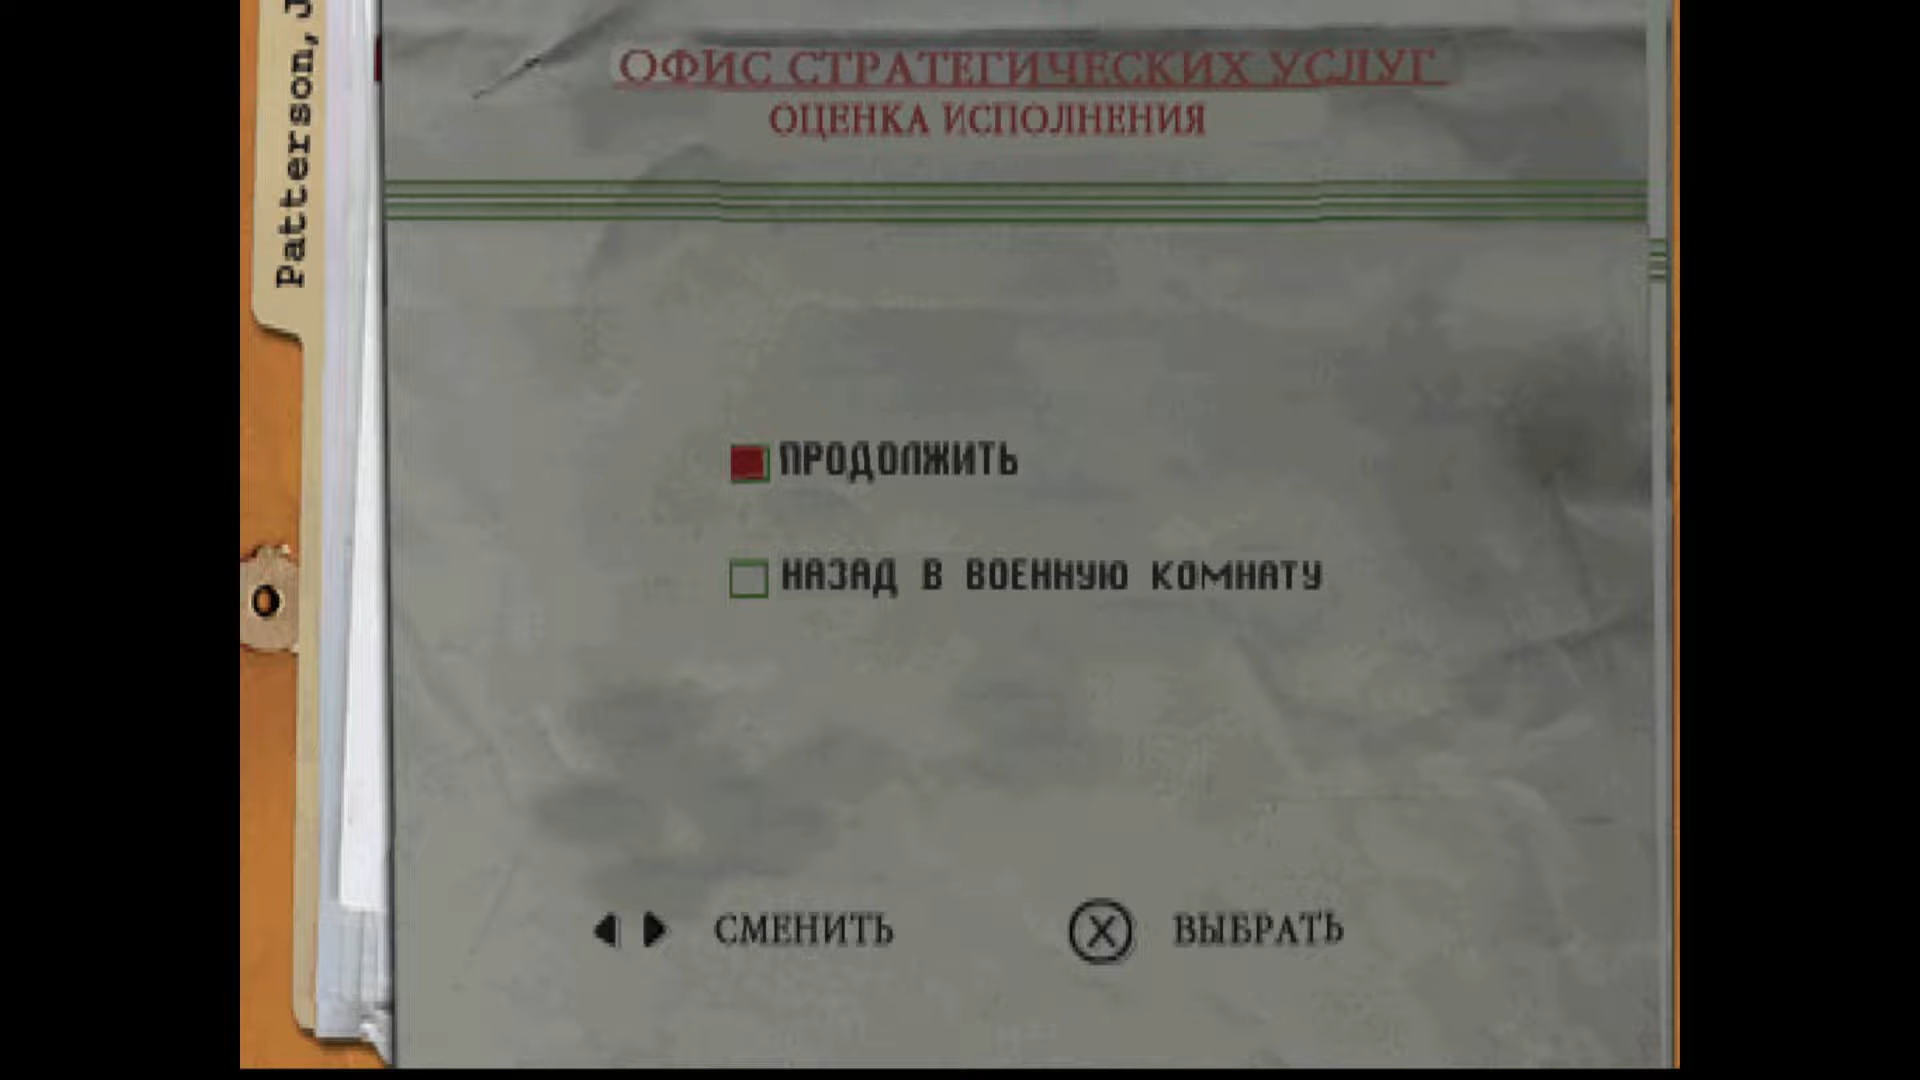 Patterson, J
ОФИС СТРАТЕГИЧЕСКИХ УСЛУГ
ОЦЕНКА ИСПОЛНЕНИЯ
ПРОДОЛЖИТЬ
НАЗАД В ВОЕННУЮ КОМНАТУ
СМЕНИТЬ
X ВЫБРАТЬ